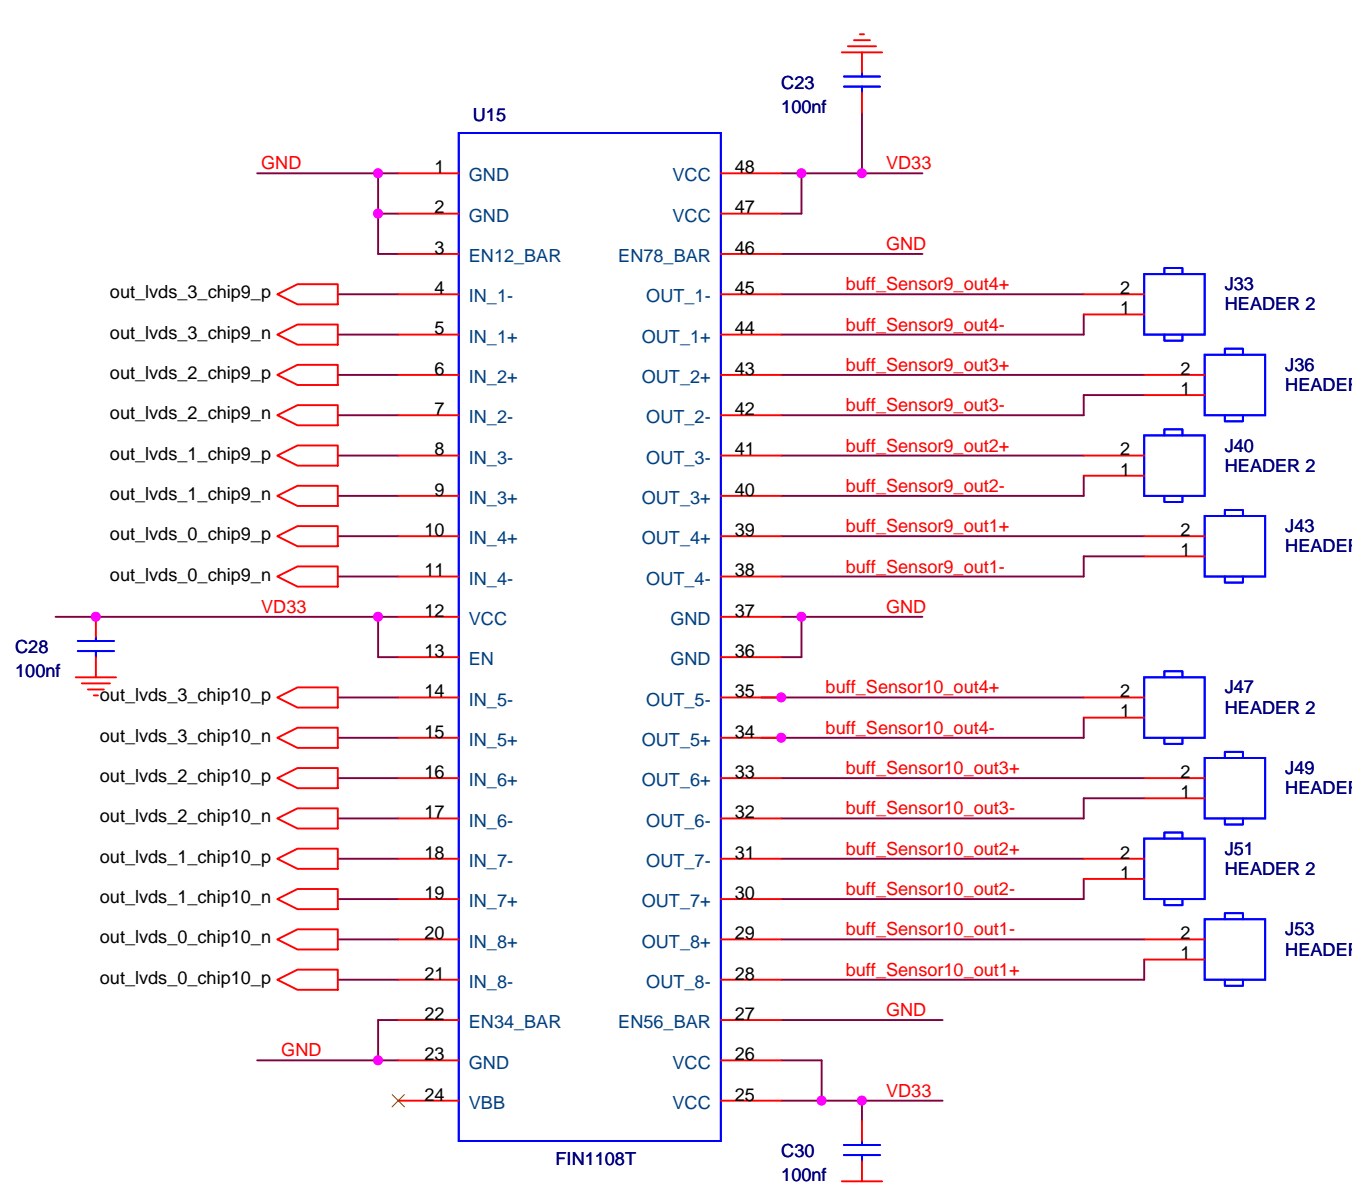 C23
100nf
U15
GND 1 GND VCC 48 VD33
2 GND VCC 47
3 EN12_BAR EN78_BAR 46 GND
out_lvds_3_chip9_p 4 IN_1- OUT_1- 45 buff_Sensor9_out4+ 2 J33
out_lvds_3_chip9_n 5 IN_1+ OUT_1+ 44 buff_Sensor9_out4- 1 HEADER 2
out_lvds_2_chip9_p 6 IN_2+ OUT_2+ 43 buff_Sensor9_out3+ 2 J36
out_lvds_2_chip9_n 7 IN_2- OUT_2- 42 buff_Sensor9_out3- 1 HEADER
out_lvds_1_chip9_p 8 IN_3- OUT_3- 41 buff_Sensor9_out2+ 2 J40
out_lvds_1_chip9_n 9 IN_3+ OUT_3+ 40 buff_Sensor9_out2- 1 HEADER 2
out_lvds_0_chip9_p 10 IN_4+ OUT_4+ 39 buff_Sensor9_out1+ 2 J43
out_lvds_0_chip9_n 11 IN_4- OUT_4- 38 buff_Sensor9_out1- 1 HEADER
VD33 12 VCC GND 37 GND
C28
100nf
13 EN GND 36
out_lvds_3_chip10_p 14 IN_5- OUT_5- 35 buff_Sensor10_out4+ 2 J47
out_lvds_3_chip10_n 15 IN_5+ OUT_5+ 34 buff_Sensor10_out4- 1 HEADER 2
out_lvds_2_chip10_p 16 IN_6+ OUT_6+ 33 buff_Sensor10_out3+ 2 J49
out_lvds_2_chip10_n 17 IN_6- OUT_6- 32 buff_Sensor10_out3- 1 HEADER
out_lvds_1_chip10_p 18 IN_7- OUT_7- 31 buff_Sensor10_out2+ 2 J51
out_lvds_1_chip10_n 19 IN_7+ OUT_7+ 30 buff_Sensor10_out2- 1 HEADER 2
out_lvds_0_chip10_n 20 IN_8+ OUT_8+ 29 buff_Sensor10_out1- 2 J53
out_lvds_0_chip10_p 21 IN_8- OUT_8- 28 buff_Sensor10_out1+ 1 HEADER
22 EN34_BAR EN56_BAR 27 GND
GND 23 GND VCC 26
24 VBB VCC 25 VD33
FIN1108T
C30
100nf